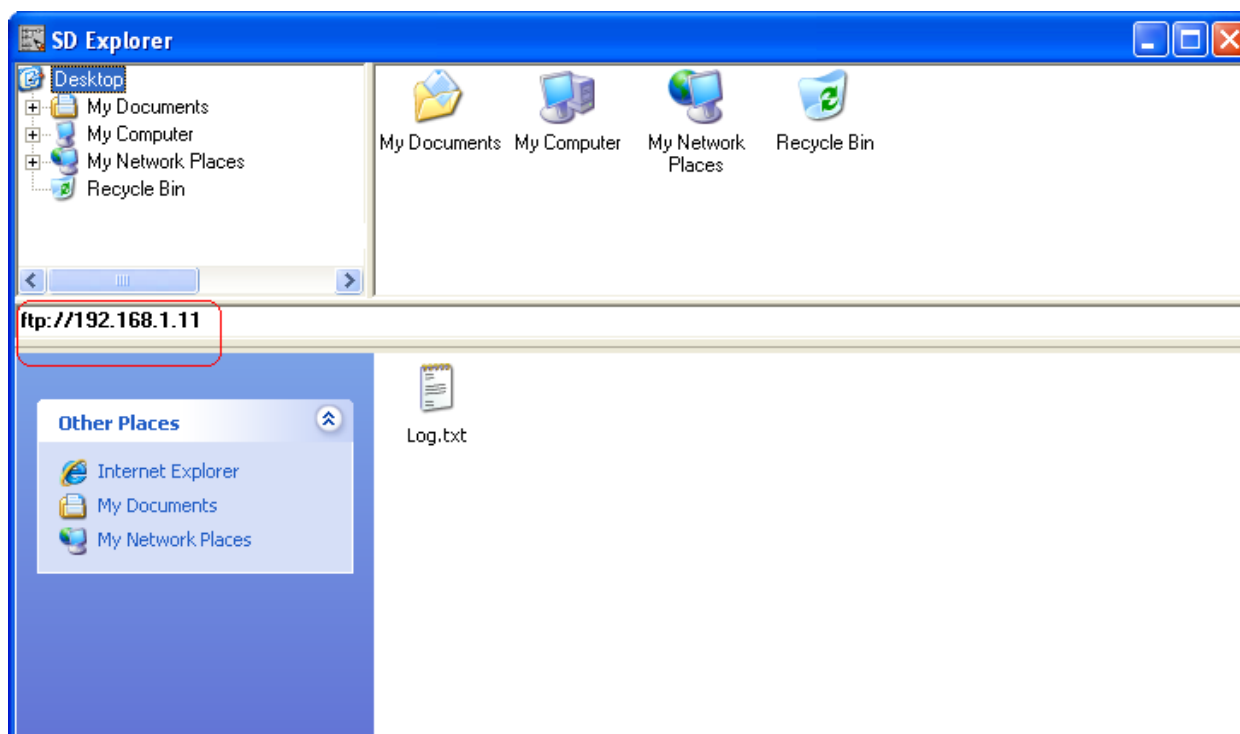 SD Explorer
Desktop
My Documents
My Computer
My Network Places
Recycle Bin
My Documents
My Computer
My Network
Places
Recycle Bin
ftp://192.168.1.11
Other Places
Internet Explorer
My Documents
My Network Places
Log.txt